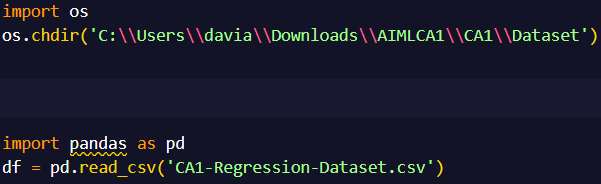 import os
os.chdir('C:\\Users\\davia\\Downloads\\AIMLCA1\\CA1\\Dataset')
import pandas as pd
df = pd.read_csv('CA1-Regression-Dataset.csv')